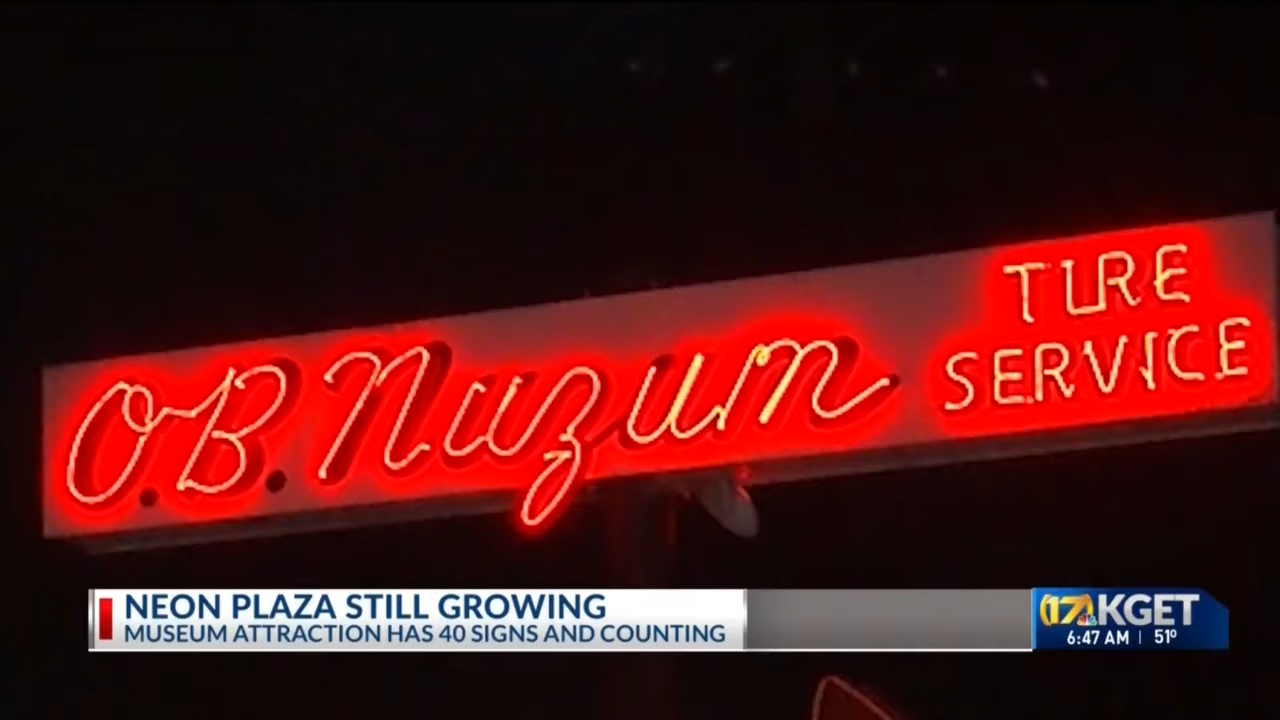 O.B. Nuzum
TIRE
SERVICE
NEON PLAZA STILL GROWING
MUSEUM ATTRACTION HAS 40 SIGNS AND COUNTING
17 KGET
6:47 AM | 51º